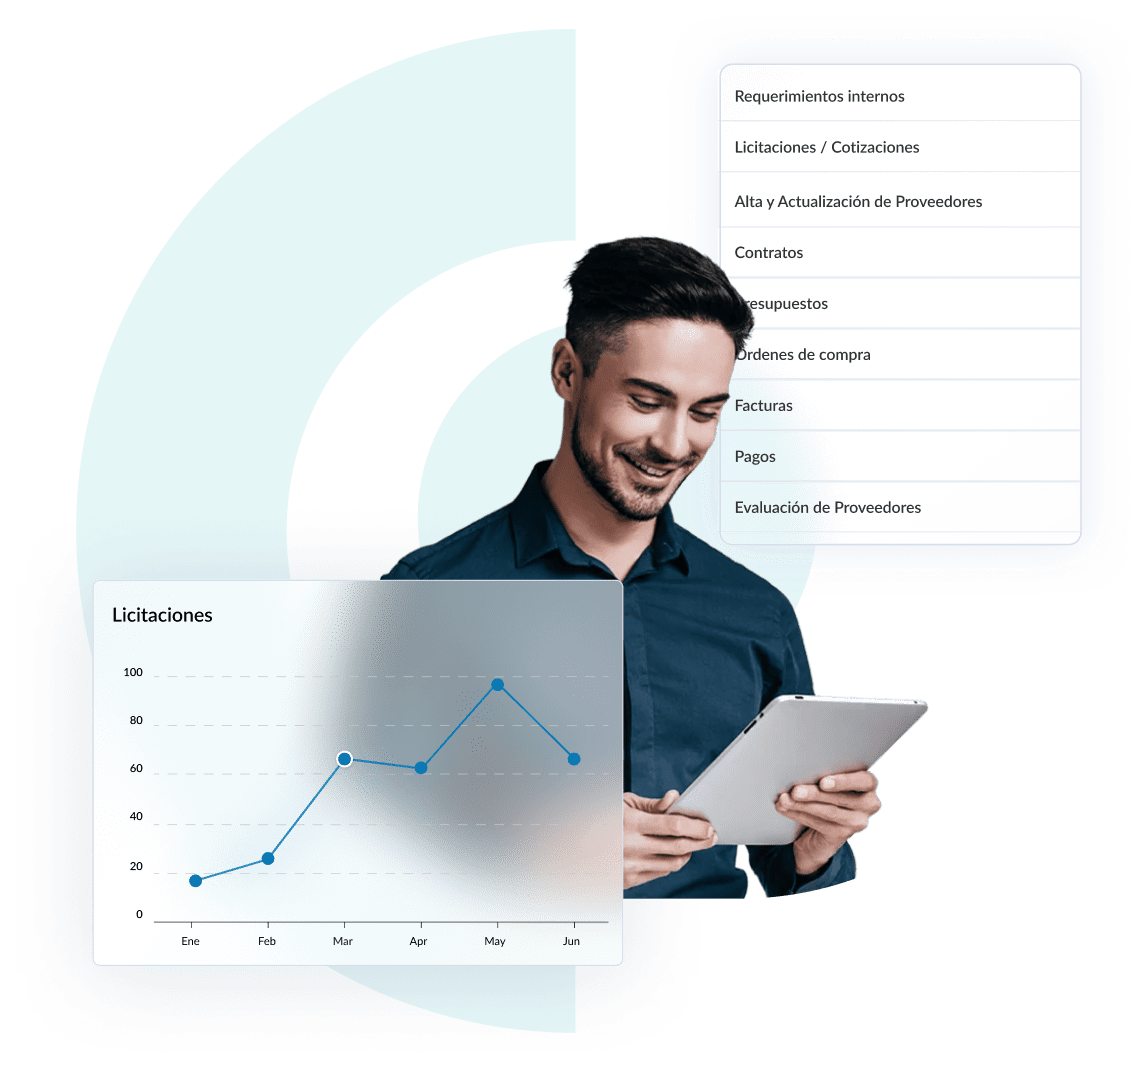 Requerimientos internos
Licitaciones / Cotizaciones
Alta y Actualización de Proveedores
Contratos
resupuestos
Ordenes de compra
Facturas
Pagos
Evaluación de Proveedores
Licitaciones
100
80
60
40
20
0
Ene Feb Mar Apr May Jun